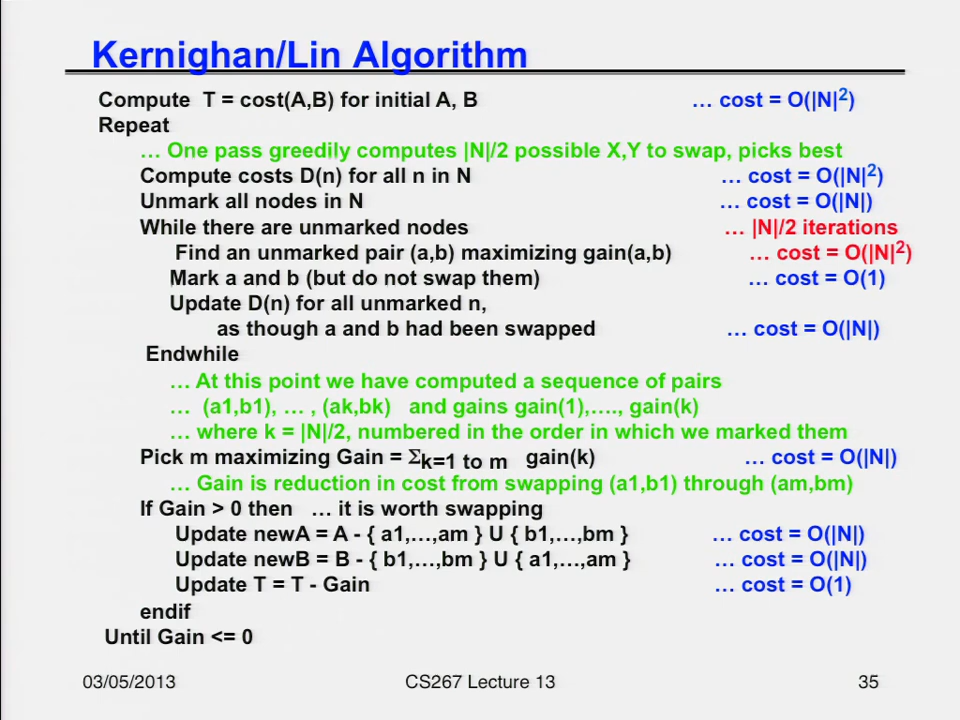 Kernighan/Lin Algorithm
Compute T = cost(A,B) for initial A, B … cost = O(|N|²)
Repeat
… One pass greedily computes |N|/2 possible X,Y to swap, picks best
Compute costs D(n) for all n in N … cost = O(|N|²)
Unmark all nodes in N … cost = O(|N|)
While there are unmarked nodes … |N|/2 iterations
Find an unmarked pair (a,b) maximizing gain(a,b) … cost = O(|N|²)
Mark a and b (but do not swap them) … cost = O(1)
Update D(n) for all unmarked n,
as though a and b had been swapped … cost = O(|N|)
Endwhile
… At this point we have computed a sequence of pairs
… (a1,b1), … , (ak,bk) and gains gain(1),…., gain(k)
… where k = |N|/2, numbered in the order in which we marked them
Pick m maximizing Gain = Σk=1 to m gain(k) … cost = O(|N|)
… Gain is reduction in cost from swapping (a1,b1) through (am,bm)
If Gain > 0 then … it is worth swapping
Update newA = A - { a1,…,am } U { b1,…,bm } … cost = O(|N|)
Update newB = B - { b1,…,bm } U { a1,…,am } … cost = O(|N|)
Update T = T - Gain … cost = O(1)
endif
Until Gain <= 0
03/05/2013 CS267 Lecture 13 35